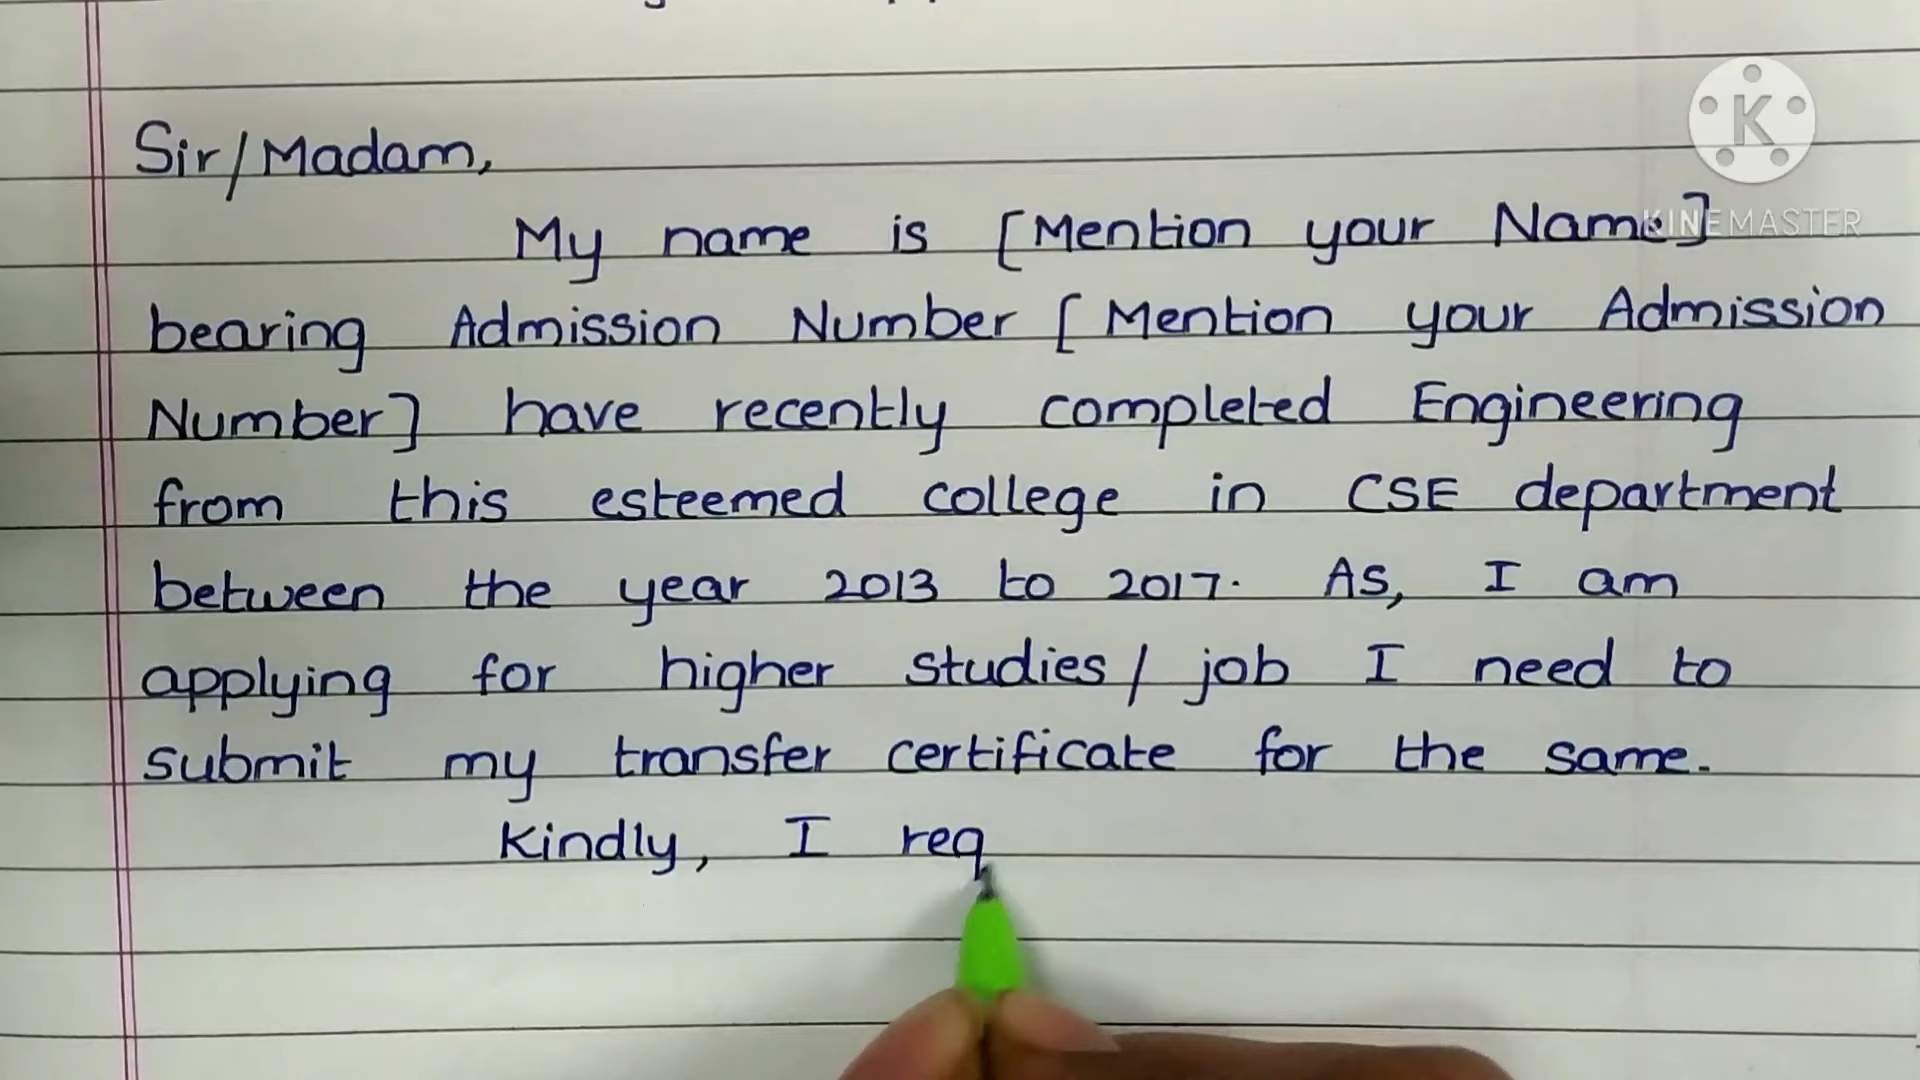 Sir/Madam,
My name is [Mention your Name]
bearing Admission Number [Mention your Admission
Number] have recently completed Engineering
from this esteemed college in CSE department
between the year 2013 to 2017. As, I am
applying for higher studies/job I need to
submit my transfer certificate for the same.
Kindly, I req
K
KINEMASTER